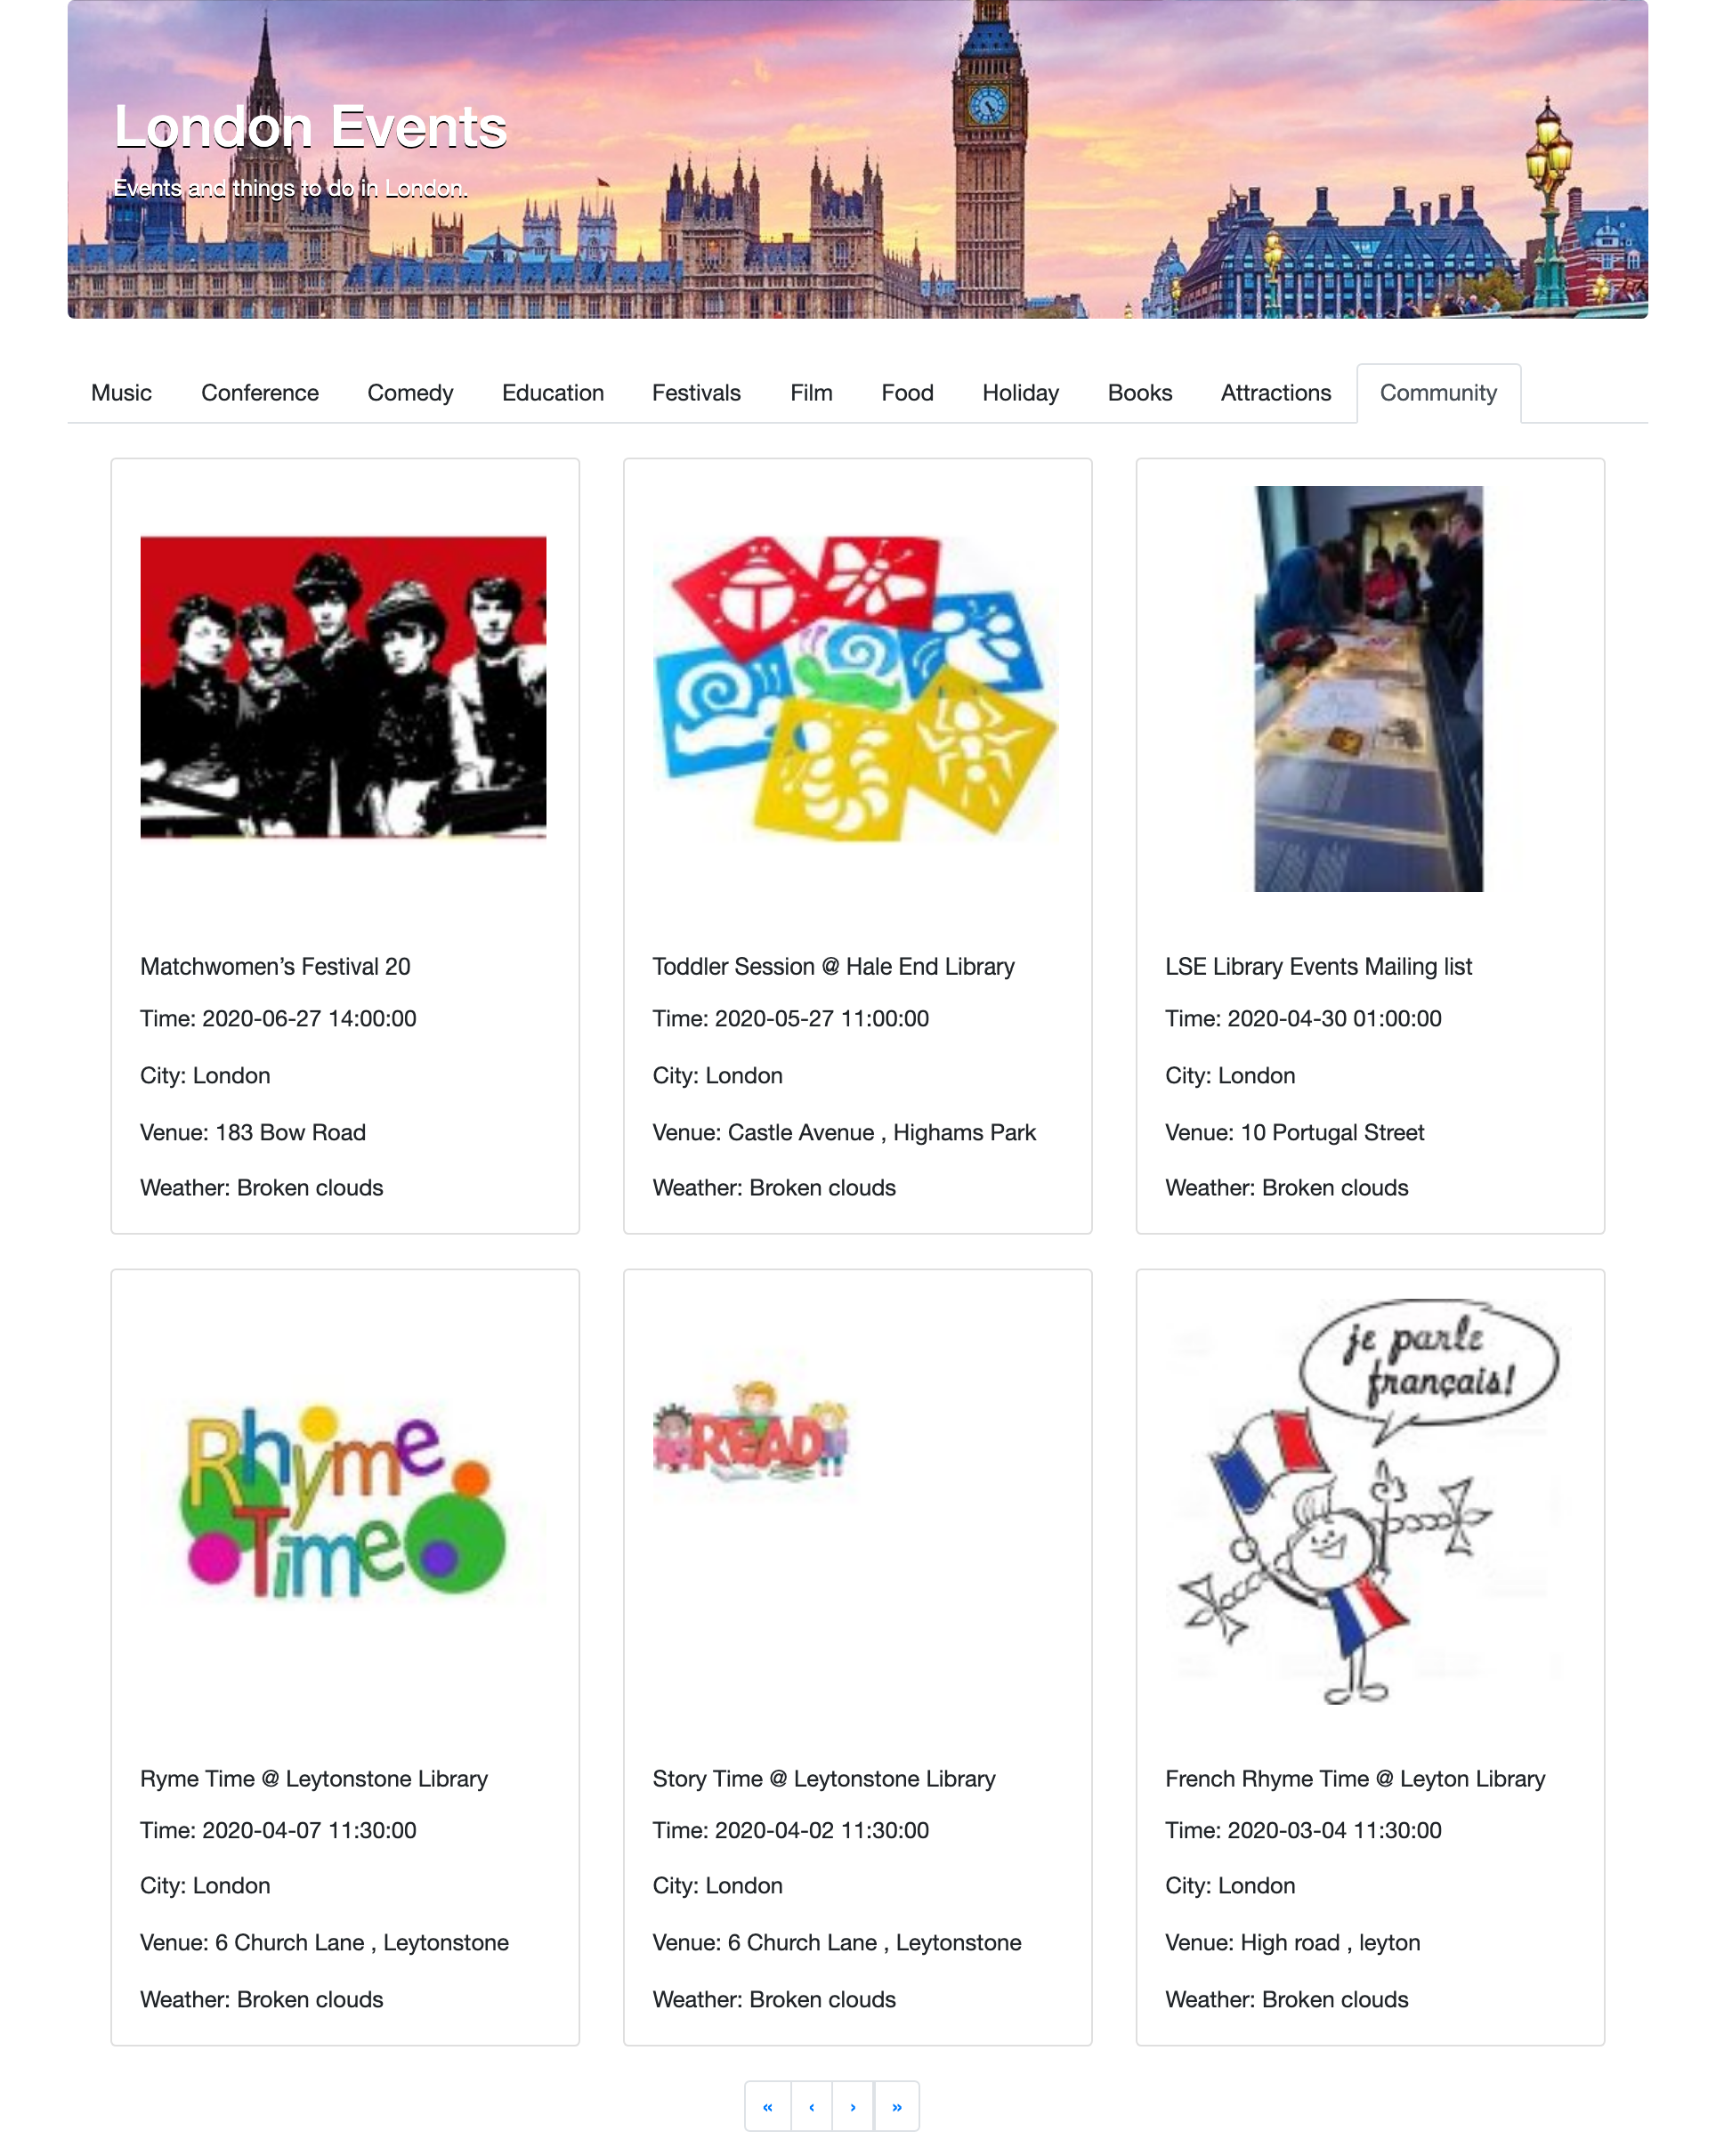 London Events
Events and things to do in London.
Music Conference Comedy Education Festivals Film Food Holiday Books Attractions Community
Matchwomen’s Festival 20
Time: 2020-06-27 14:00:00
City: London
Venue: 183 Bow Road
Weather: Broken clouds
Toddler Session @ Hale End Library
Time: 2020-05-27 11:00:00
City: London
Venue: Castle Avenue , Highams Park
Weather: Broken clouds
LSE Library Events Mailing list
Time: 2020-04-30 01:00:00
City: London
Venue: 10 Portugal Street
Weather: Broken clouds
Rhyme
Time
Ryme Time @ Leytonstone Library
Time: 2020-04-07 11:30:00
City: London
Venue: 6 Church Lane , Leytonstone
Weather: Broken clouds
READ
Story Time @ Leytonstone Library
Time: 2020-04-02 11:30:00
City: London
Venue: 6 Church Lane , Leytonstone
Weather: Broken clouds
je parle
français!
French Rhyme Time @ Leyton Library
Time: 2020-03-04 11:30:00
City: London
Venue: High road , leyton
Weather: Broken clouds
« ‹ › »